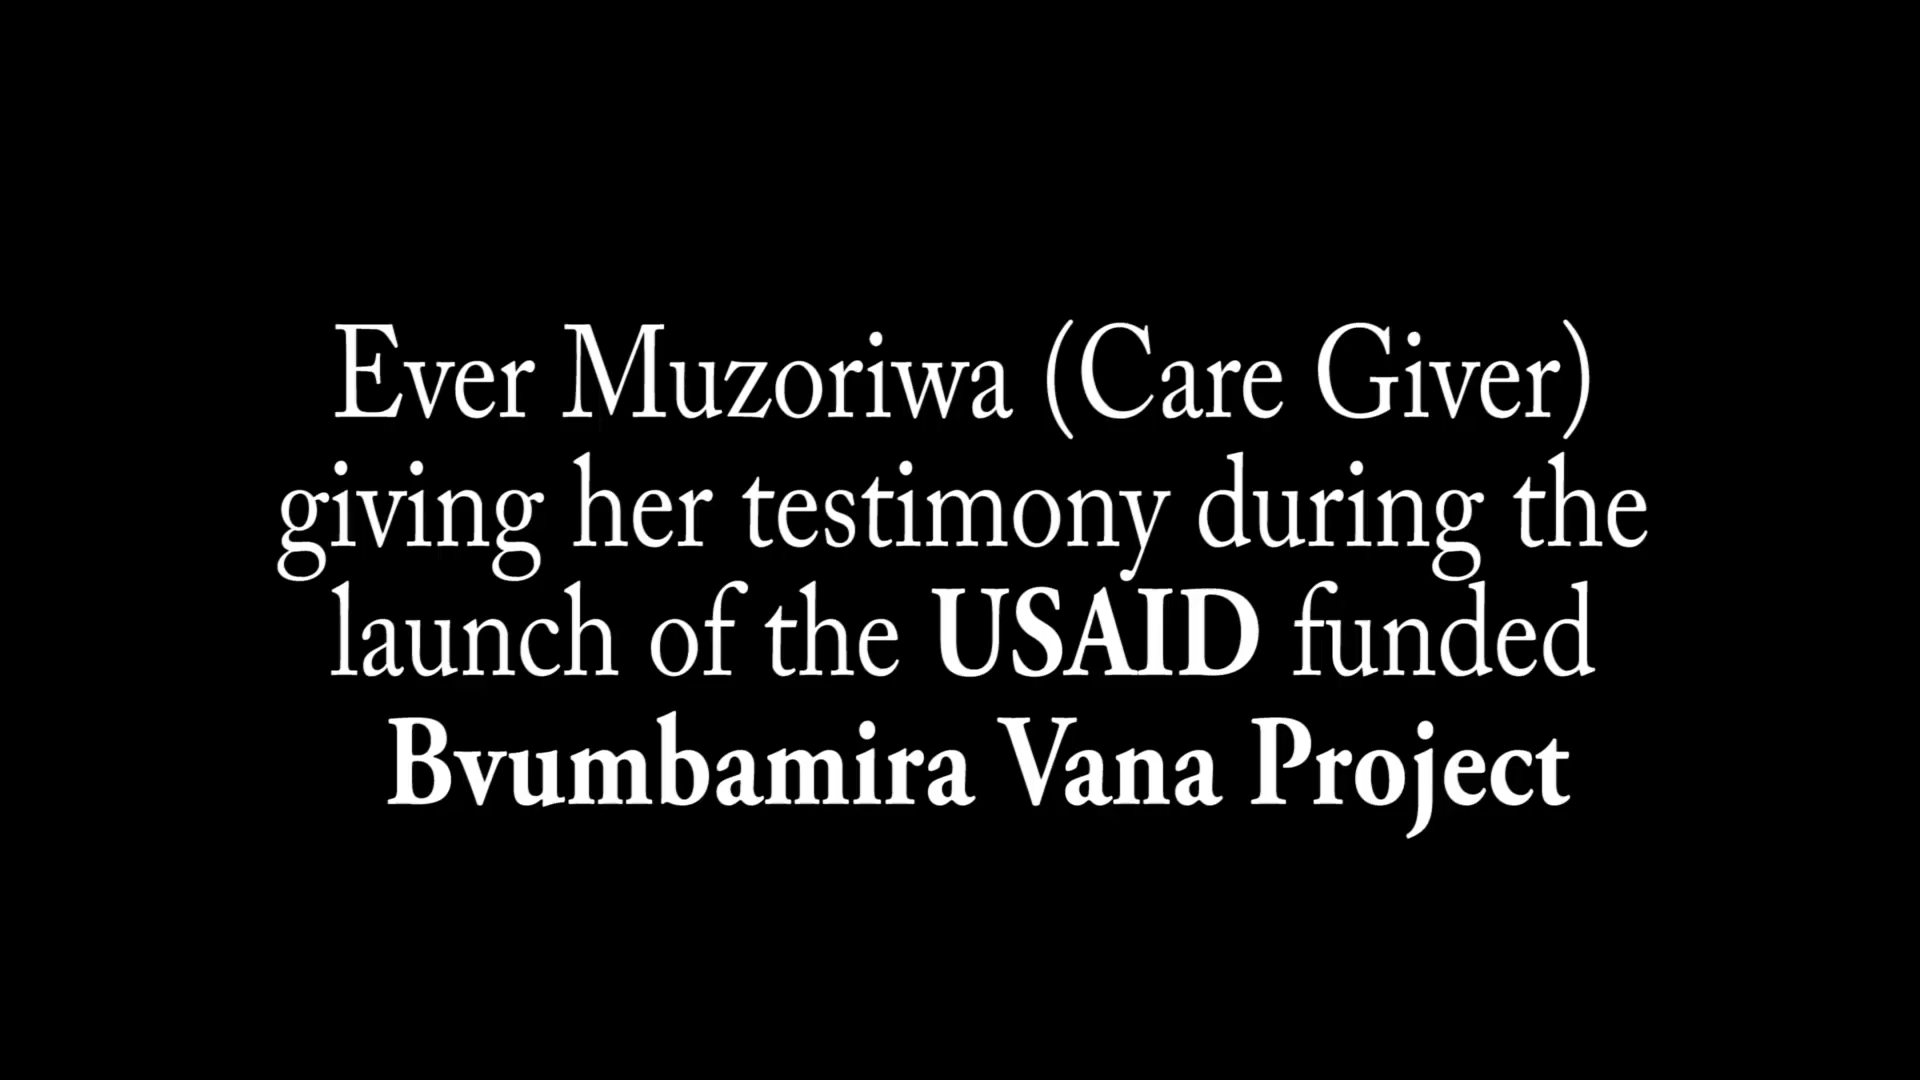 Ever Muzoriwa (Care Giver)
giving her testimony during the
launch of the USAID funded
Bvumbamira Vana Project